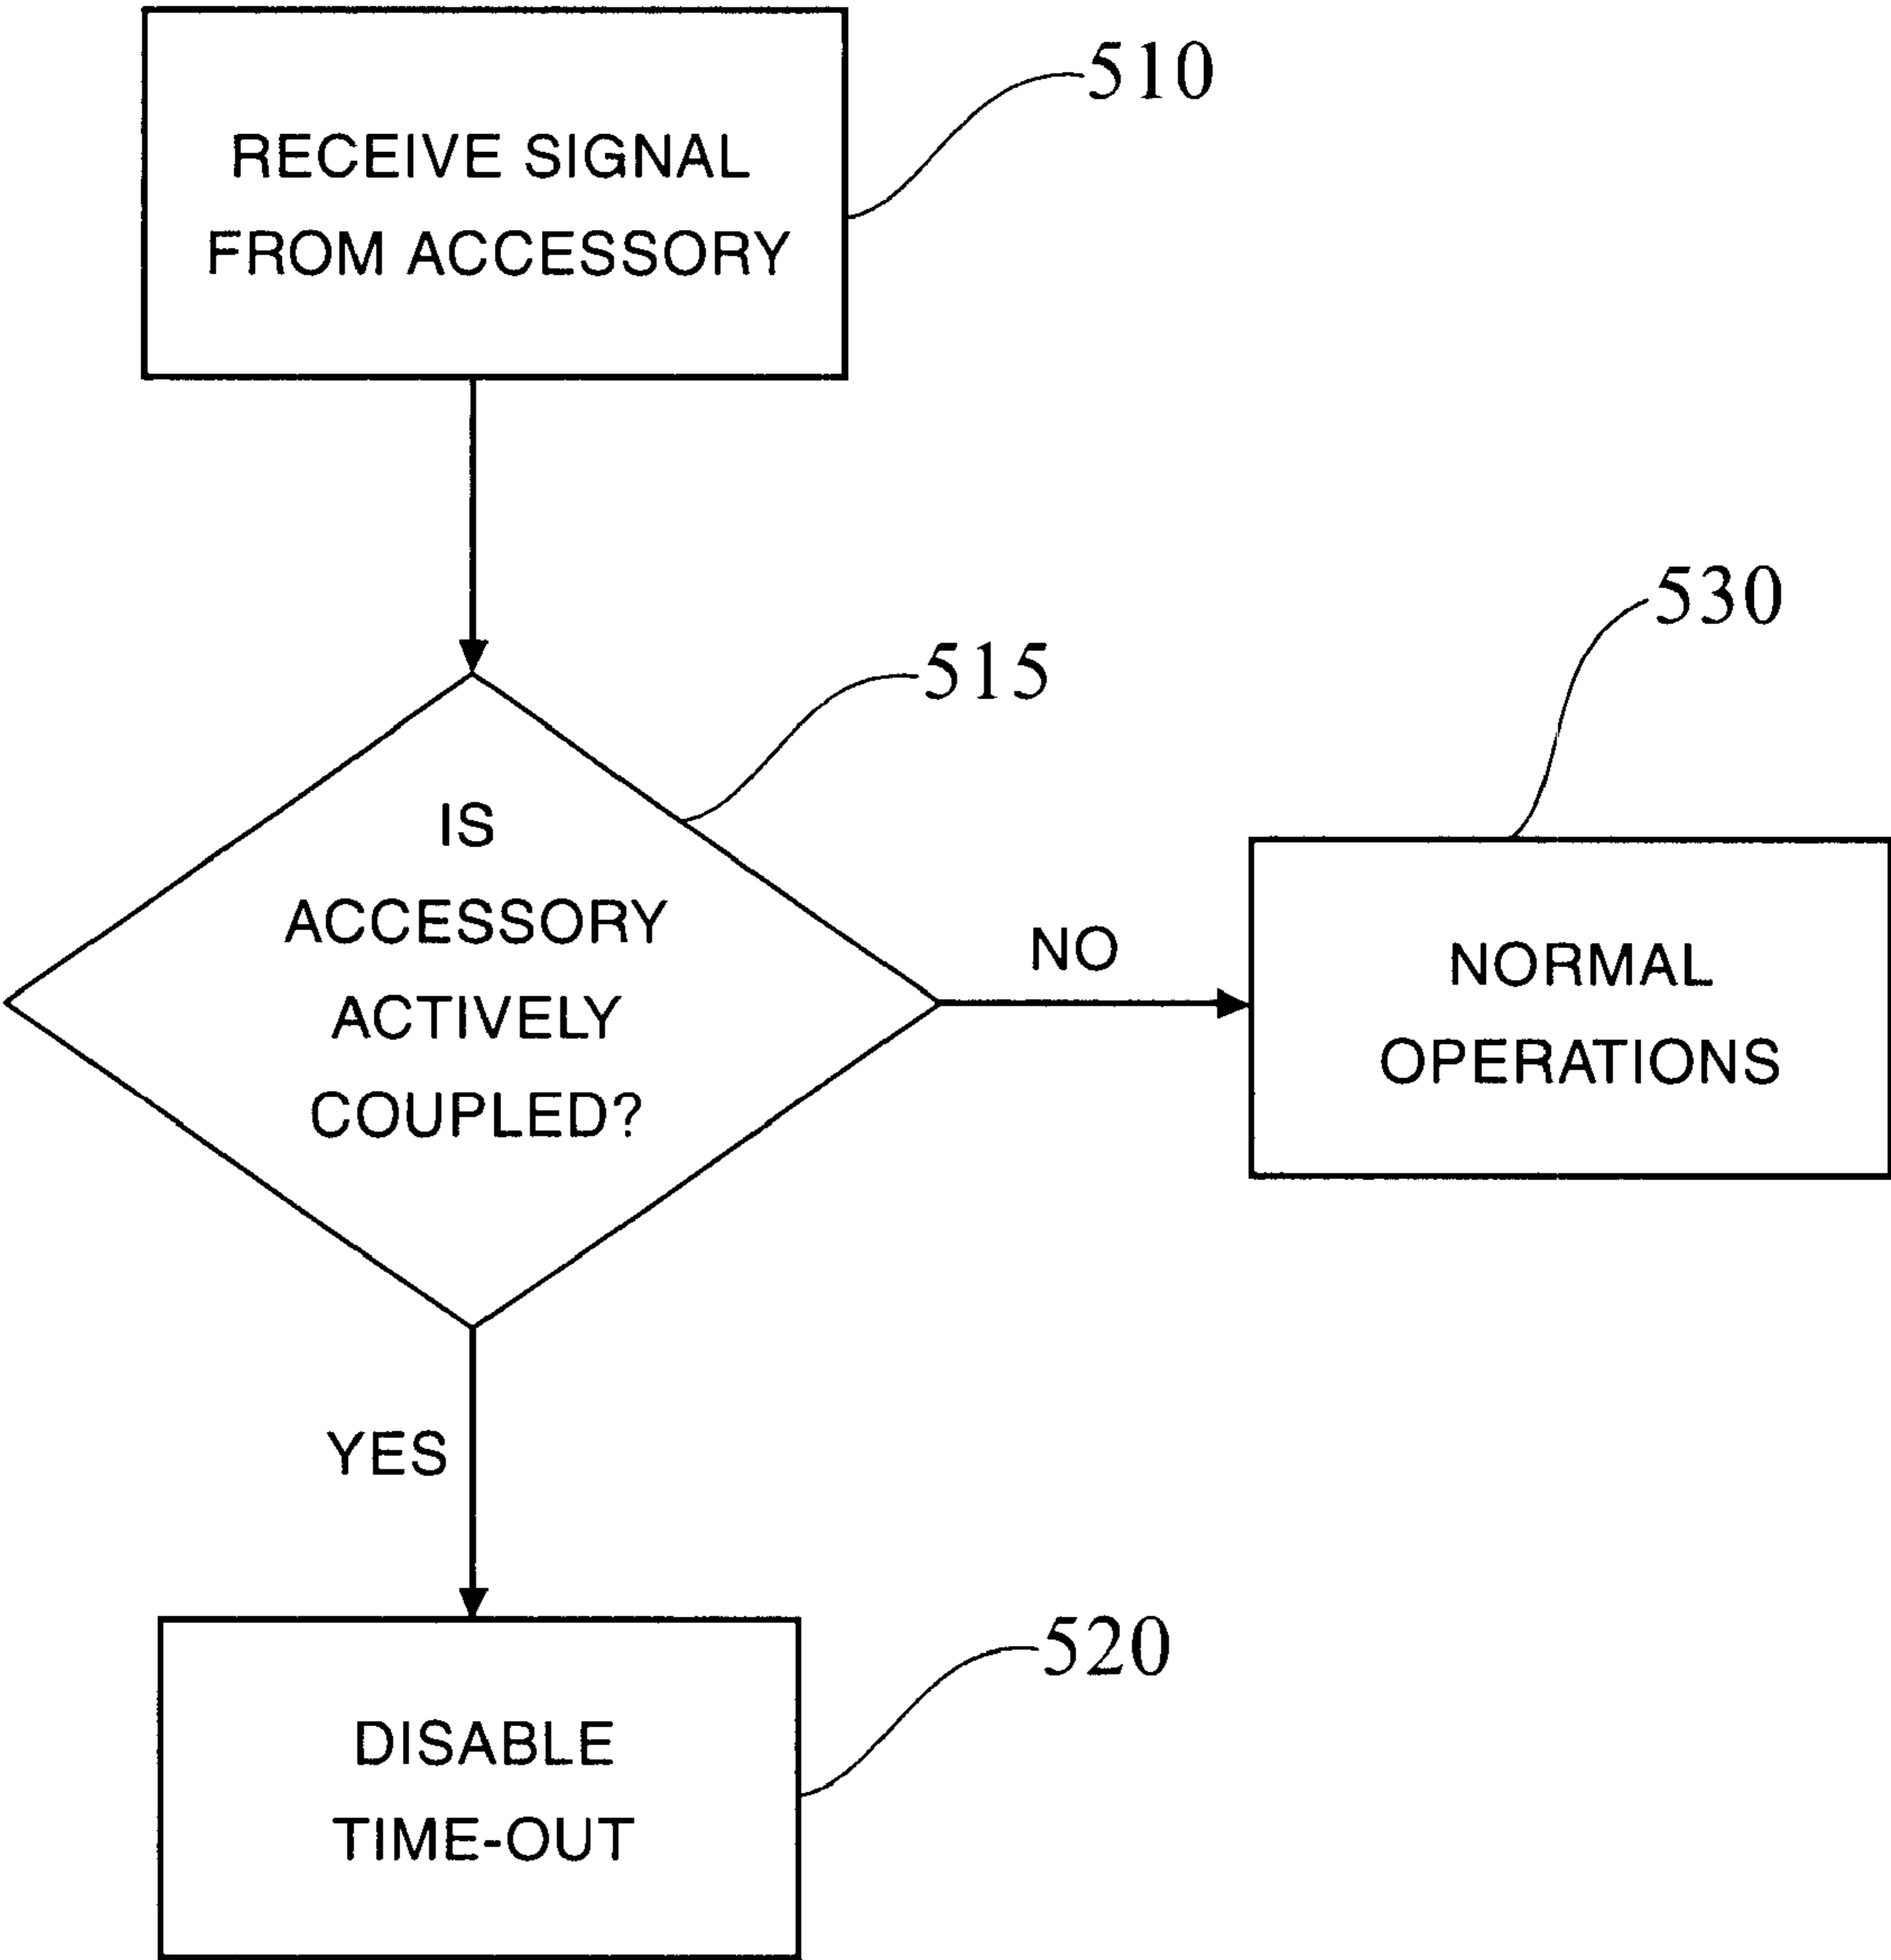 RECEIVE SIGNAL
FROM ACCESSORY
510
IS
ACCESSORY
ACTIVELY
COUPLED?
515
NO
NORMAL
OPERATIONS
530
YES
DISABLE
TIME-OUT
520